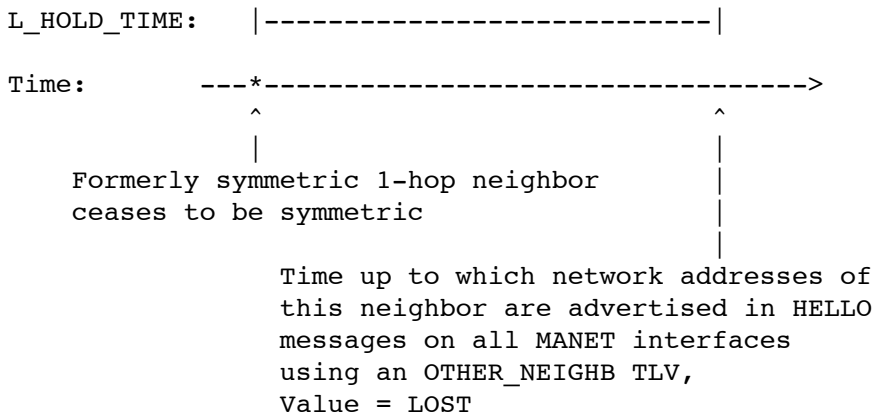 L_HOLD_TIME:   |----------------------------|
Time:       ---*---------------------------------->
^                            ^
|                            |
Formerly symmetric 1-hop neighbor       |
ceases to be symmetric                  |
|
Time up to which network addresses of
this neighbor are advertised in HELLO
messages on all MANET interfaces
using an OTHER_NEIGHB TLV,
Value = LOST